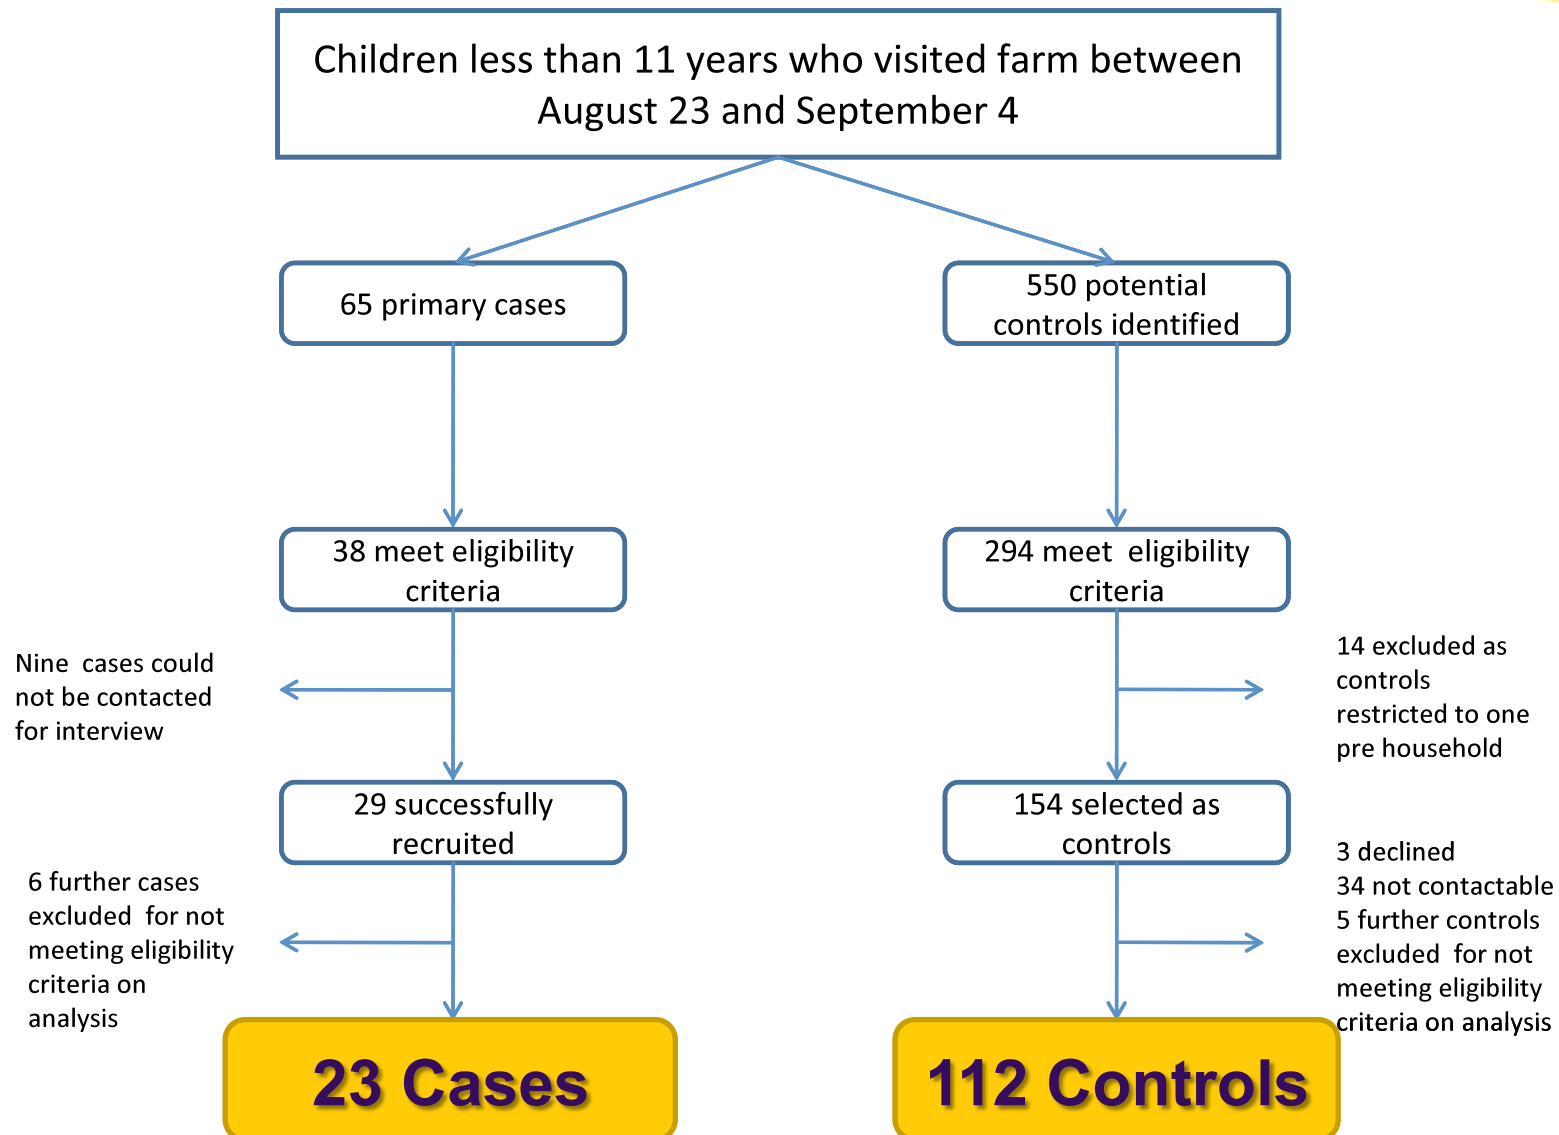 Children less than 11 years who visited farm between
August 23 and September 4
65 primary cases
550 potential
controls identified
38 meet eligibility
criteria
294 meet eligibility
criteria
Nine cases could
not be contacted
for interview
14 excluded as
controls
restricted to one
pre household
29 successfully
recruited
154 selected as
controls
6 further cases
excluded for not
meeting eligibility
criteria on
analysis
3 declined
34 not contactable
5 further controls
excluded for not
meeting eligibility
criteria on analysis
23 Cases
112 Controls